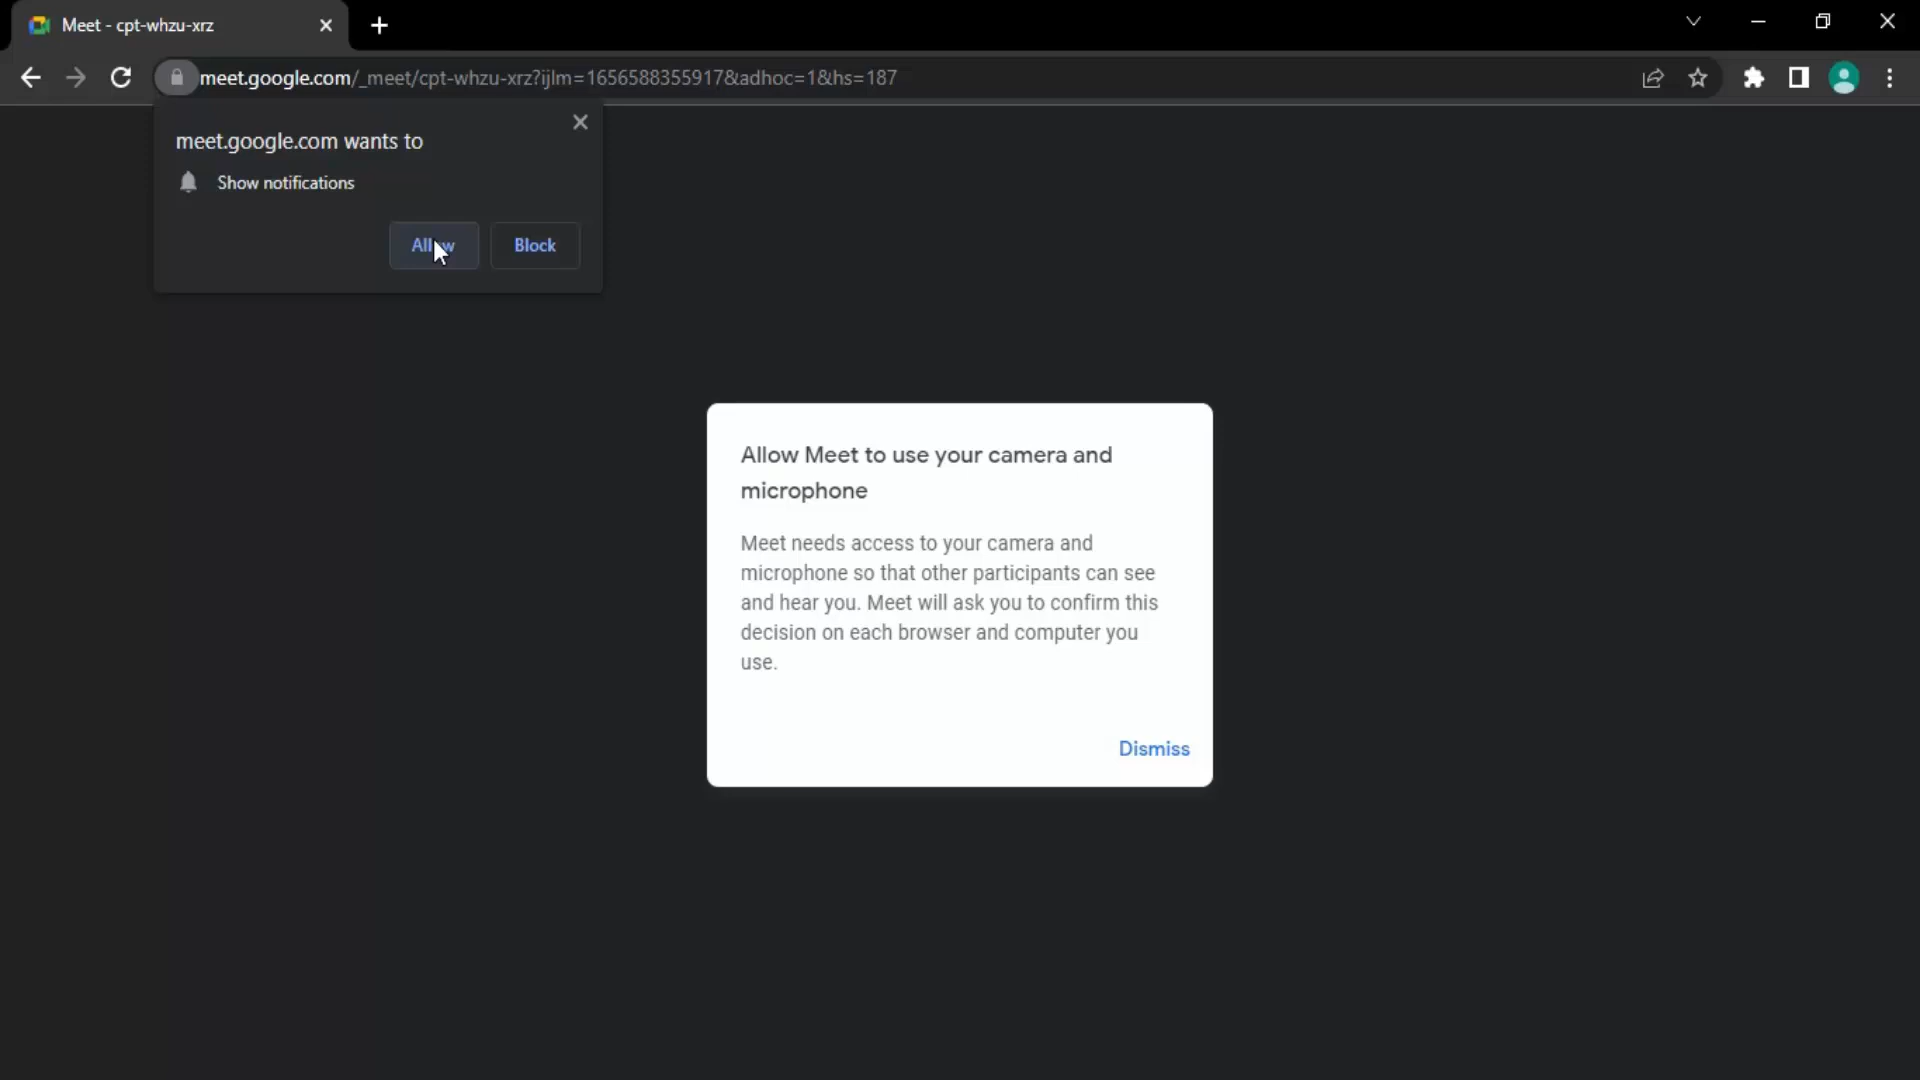 Meet - cpt-whzu-xrz
meet.google.com/_meet/cpt-whzu-xrz?ijlm=1656588355917&adhoc=1&hs=187
meet.google.com wants to
Show notifications
Allow Block
Allow Meet to use your camera and
microphone
Meet needs access to your camera and
microphone so that other participants can see
and hear you. Meet will ask you to confirm this
decision on each browser and computer you
use.
Dismiss